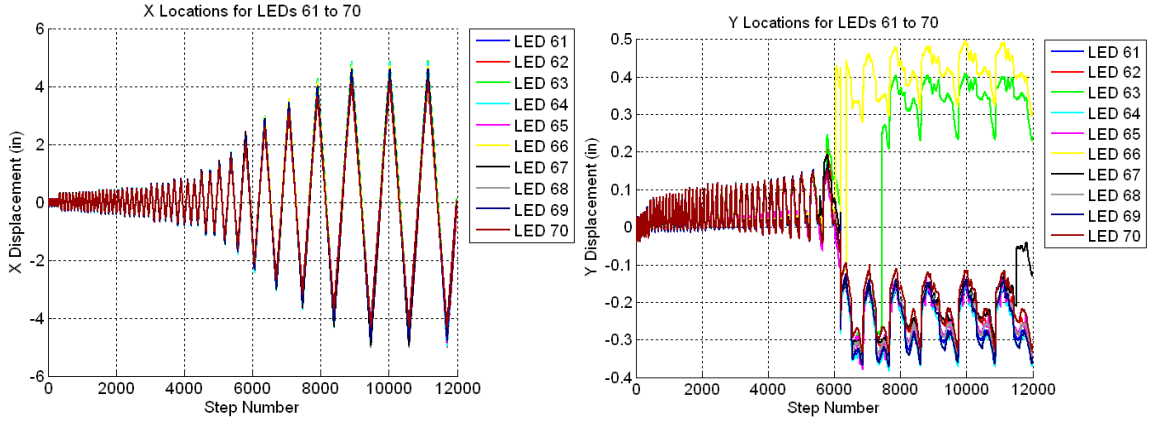 X Locations for LEDs 61 to 70
6
4
2
0
-2
-4
-6
X Displacement (in)
0 2000 4000 6000 8000 10000 12000
Step Number
LED 61
LED 62
LED 63
LED 64
LED 65
LED 66
LED 67
LED 68
LED 69
LED 70
Y Locations for LEDs 61 to 70
0.5
0.4
0.3
0.2
0.1
0
-0.1
-0.2
-0.3
-0.4
Y Displacement (in)
0 2000 4000 6000 8000 10000 12000
Step Number
LED 61
LED 62
LED 63
LED 64
LED 65
LED 66
LED 67
LED 68
LED 69
LED 70